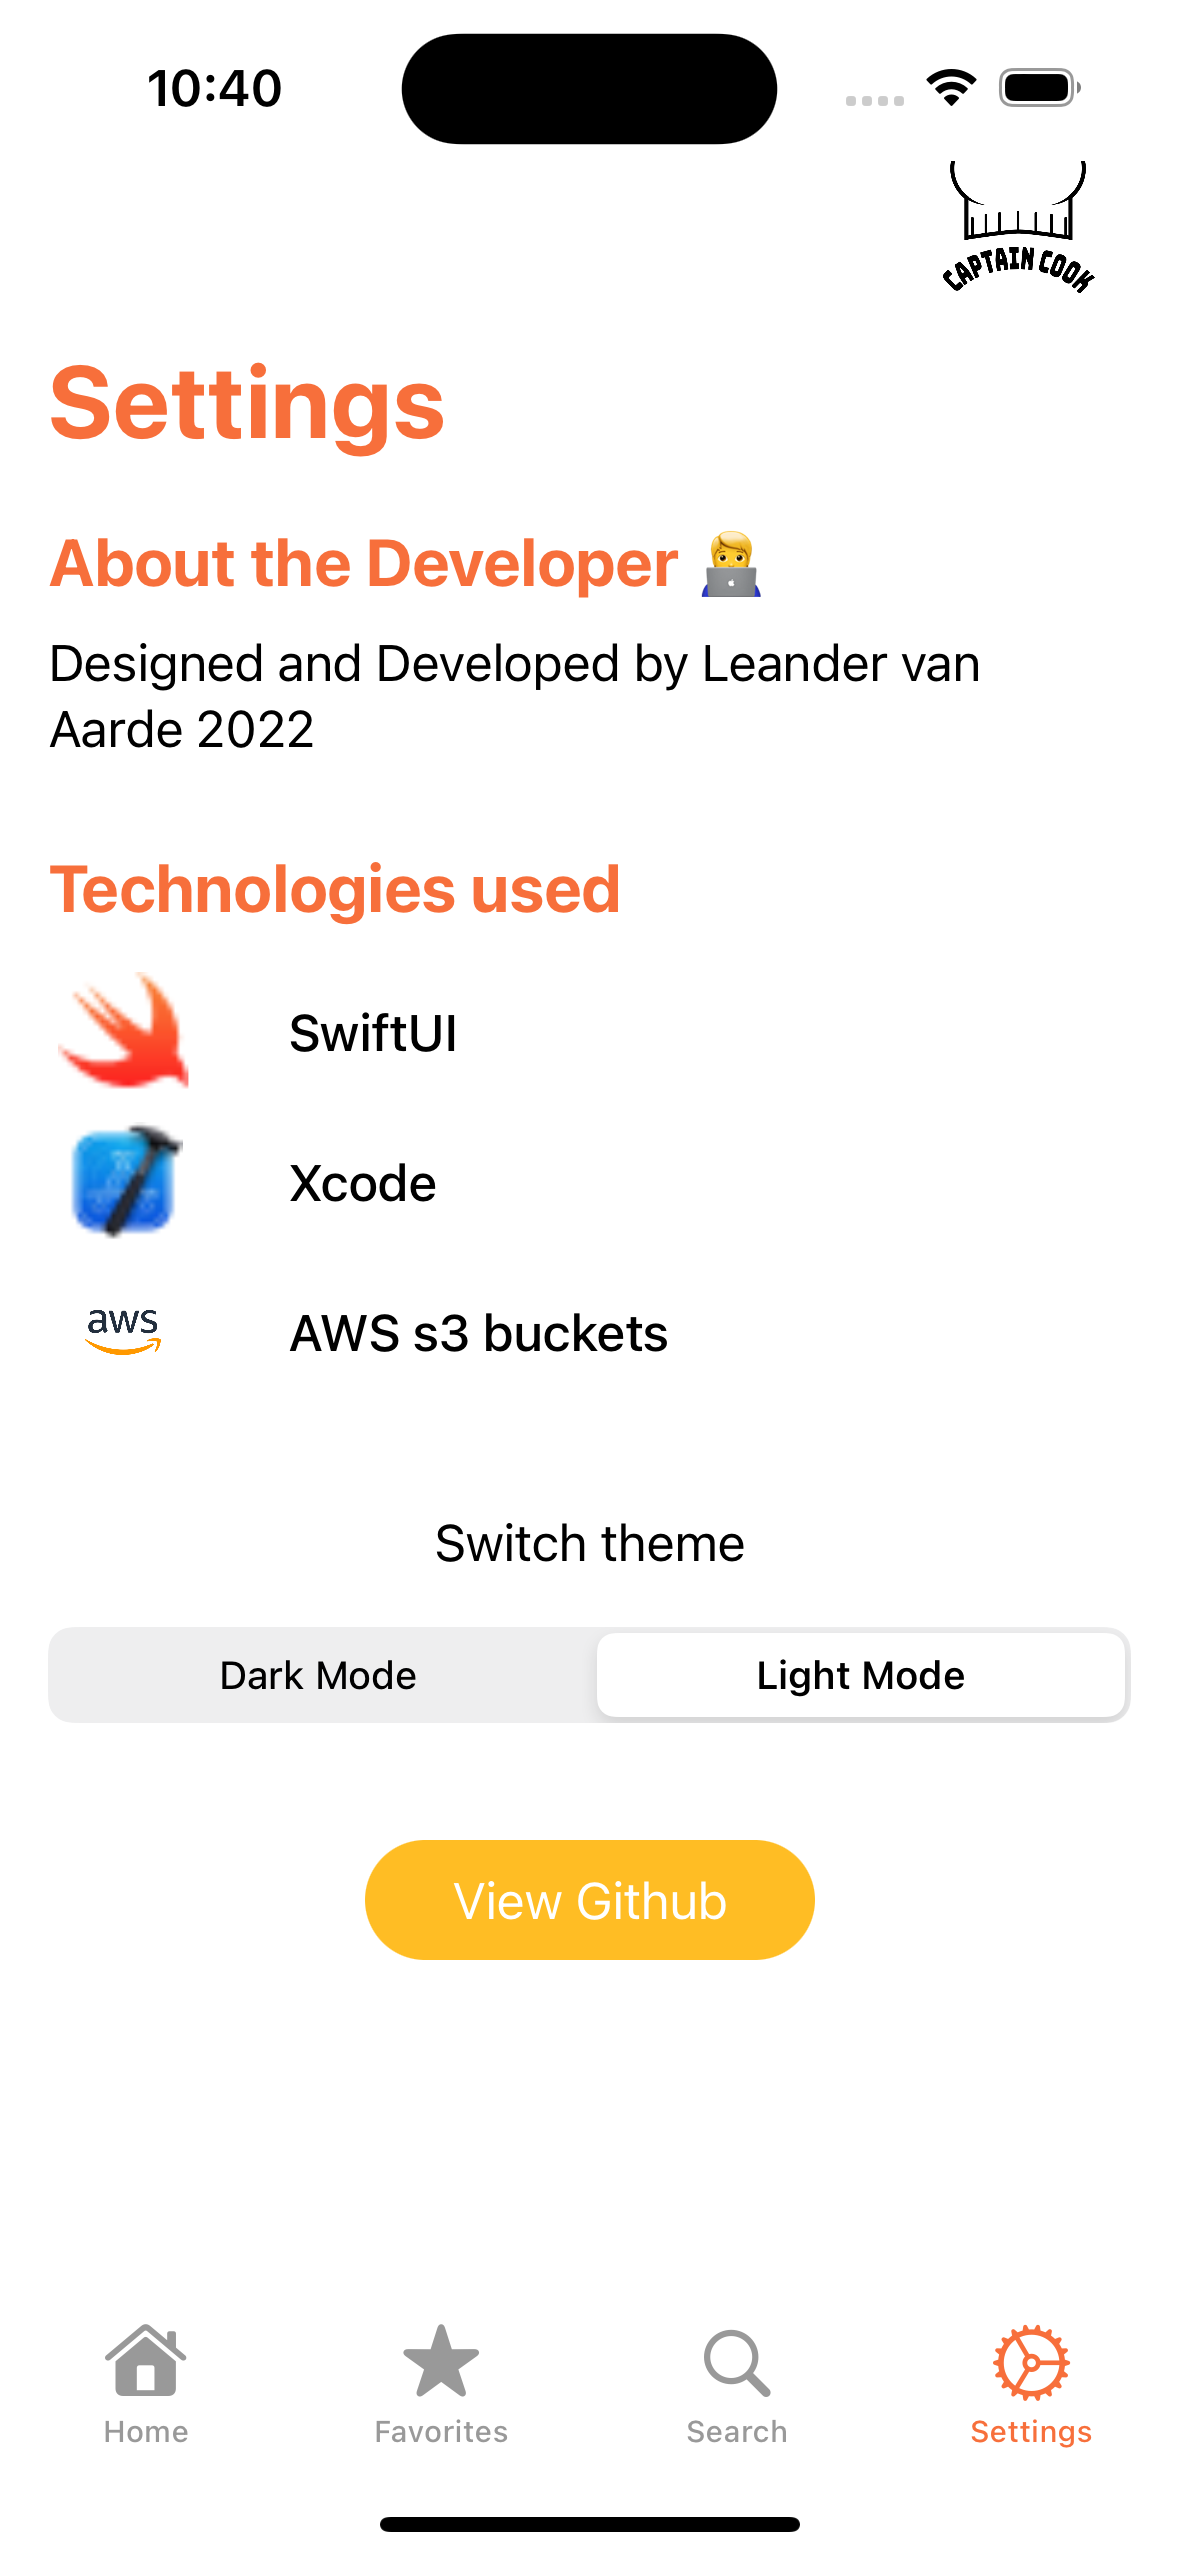 10:40
CAPTAIN COOK
Settings
About the Developer 🧑‍💻
Designed and Developed by Leander van
Aarde 2022
Technologies used
SwiftUI
Xcode
aws
AWS s3 buckets
Switch theme
Dark Mode
Light Mode
View Github
Home
Favorites
Search
Settings